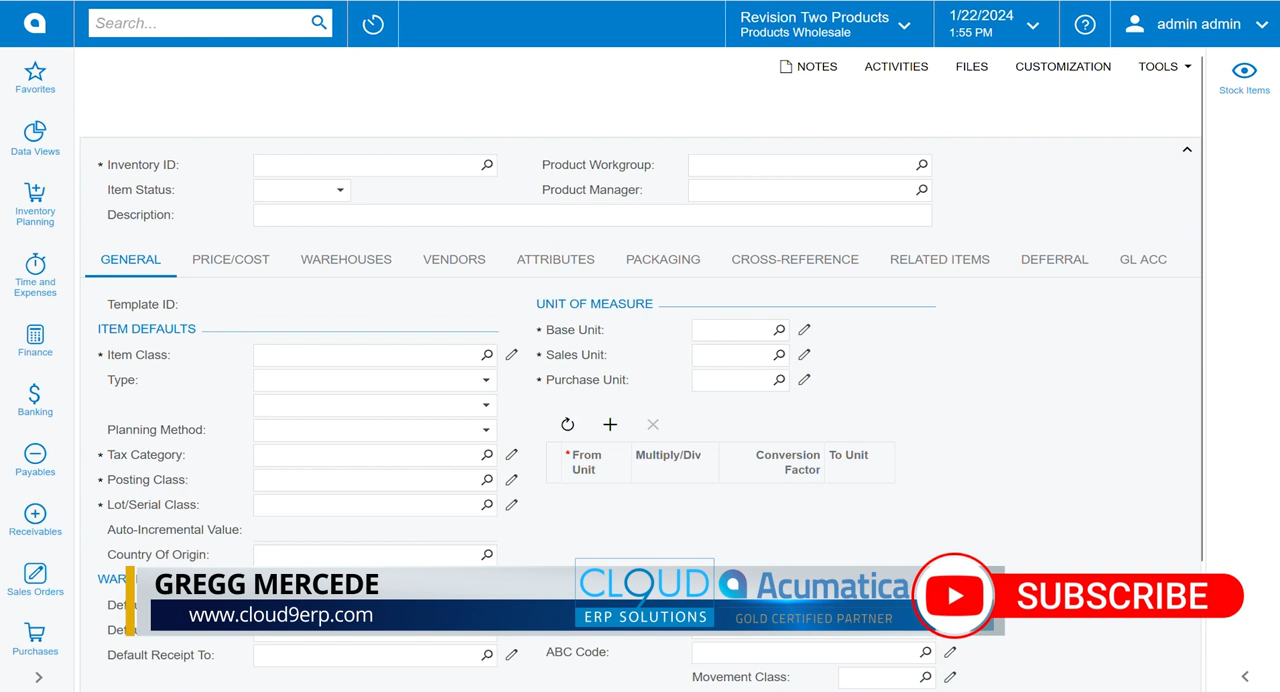 Search...
Revision Two Products
Products Wholesale
1/22/2024
1:55 PM
admin admin
NOTES
ACTIVITIES
FILES
CUSTOMIZATION
TOOLS
Stock Items
Favorites
Data Views
Inventory
Planning
Time and
Expenses
Finance
Banking
Payables
Receivables
Sales Orders
Purchases
* Inventory ID:
Item Status:
Description:
Product Workgroup:
Product Manager:
GENERAL
PRICE/COST
WAREHOUSES
VENDORS
ATTRIBUTES
PACKAGING
CROSS-REFERENCE
RELATED ITEMS
DEFERRAL
GL ACC
Template ID:
ITEM DEFAULTS
* Item Class:
Type:
Planning Method:
* Tax Category:
* Posting Class:
* Lot/Serial Class:
Auto-Incremental Value:
Country Of Origin:
Default Receipt To:
UNIT OF MEASURE
* Base Unit:
* Sales Unit:
* Purchase Unit:
* From
Unit
Multiply/Div
Conversion
Factor
To Unit
ABC Code:
Movement Class:
GREGG MERCEDE
www.cloud9erp.com
CLOUD9
ERP SOLUTIONS
Acumatica
GOLD CERTIFIED PARTNER
SUBSCRIBE